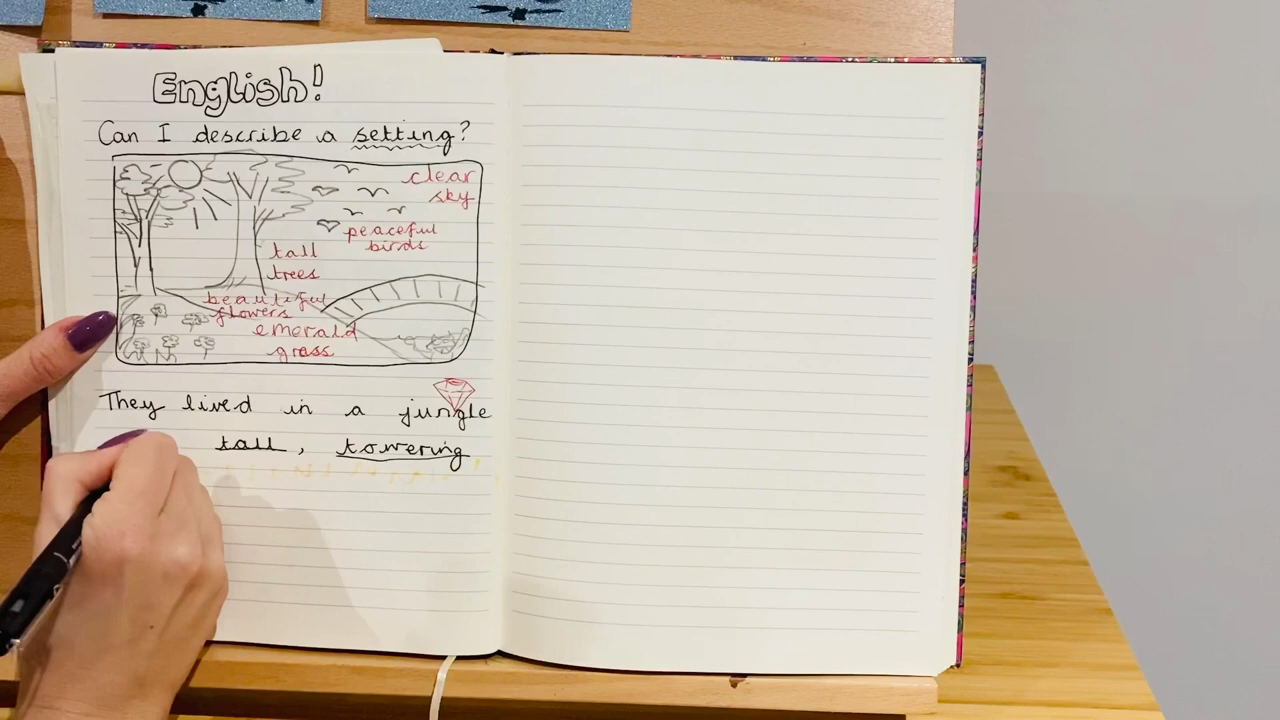 English!
Can I describe a setting?
clear
sky
peaceful
birds
tall
trees
beautiful
flowers
emerald
grass
They lived in a jungle
tall, towering